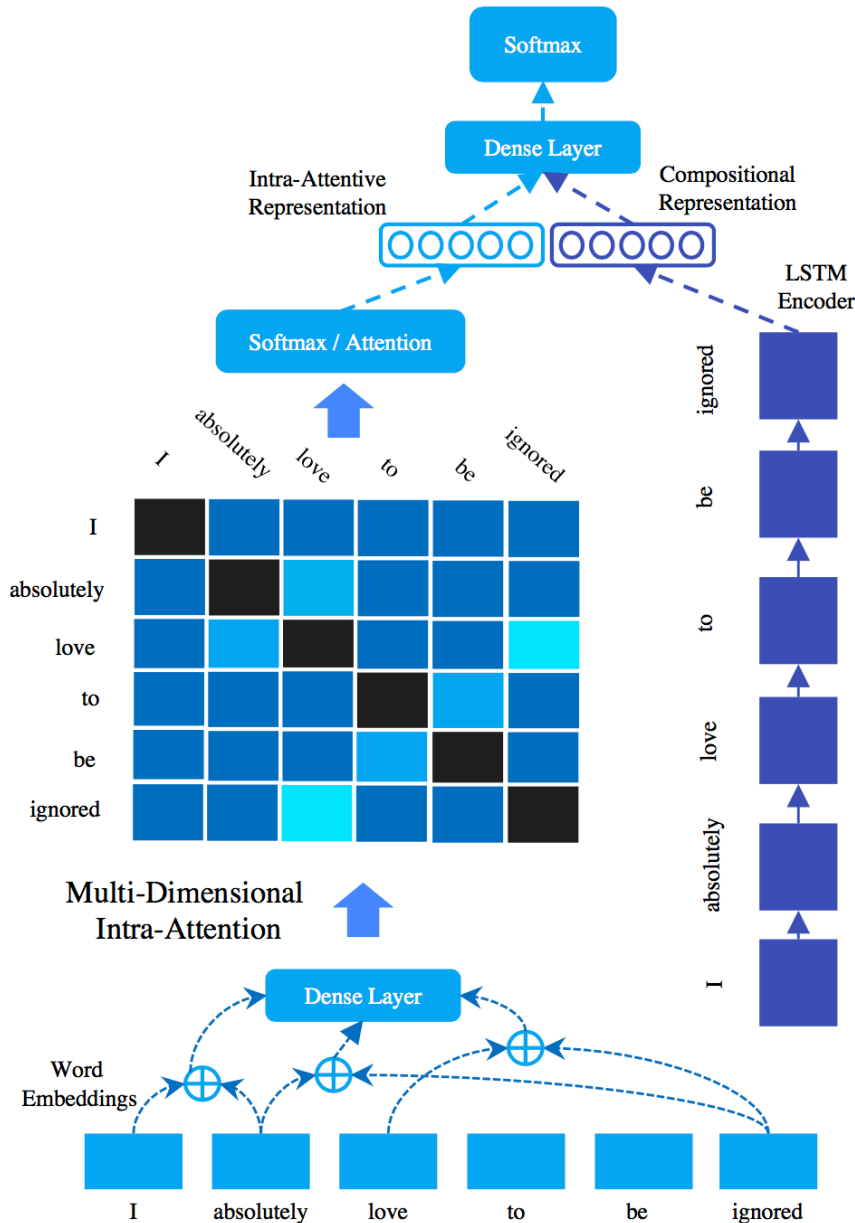 Softmax
Dense Layer
Intra-Attentive
Representation
Compositional
Representation
LSTM
Encoder
Softmax / Attention
I
absolutely
love
to
be
ignored
I
absolutely
love
to
be
ignored
ignored
be
to
love
absolutely
I
Multi-Dimensional
Intra-Attention
Dense Layer
Word
Embeddings
I absolutely love to be ignored